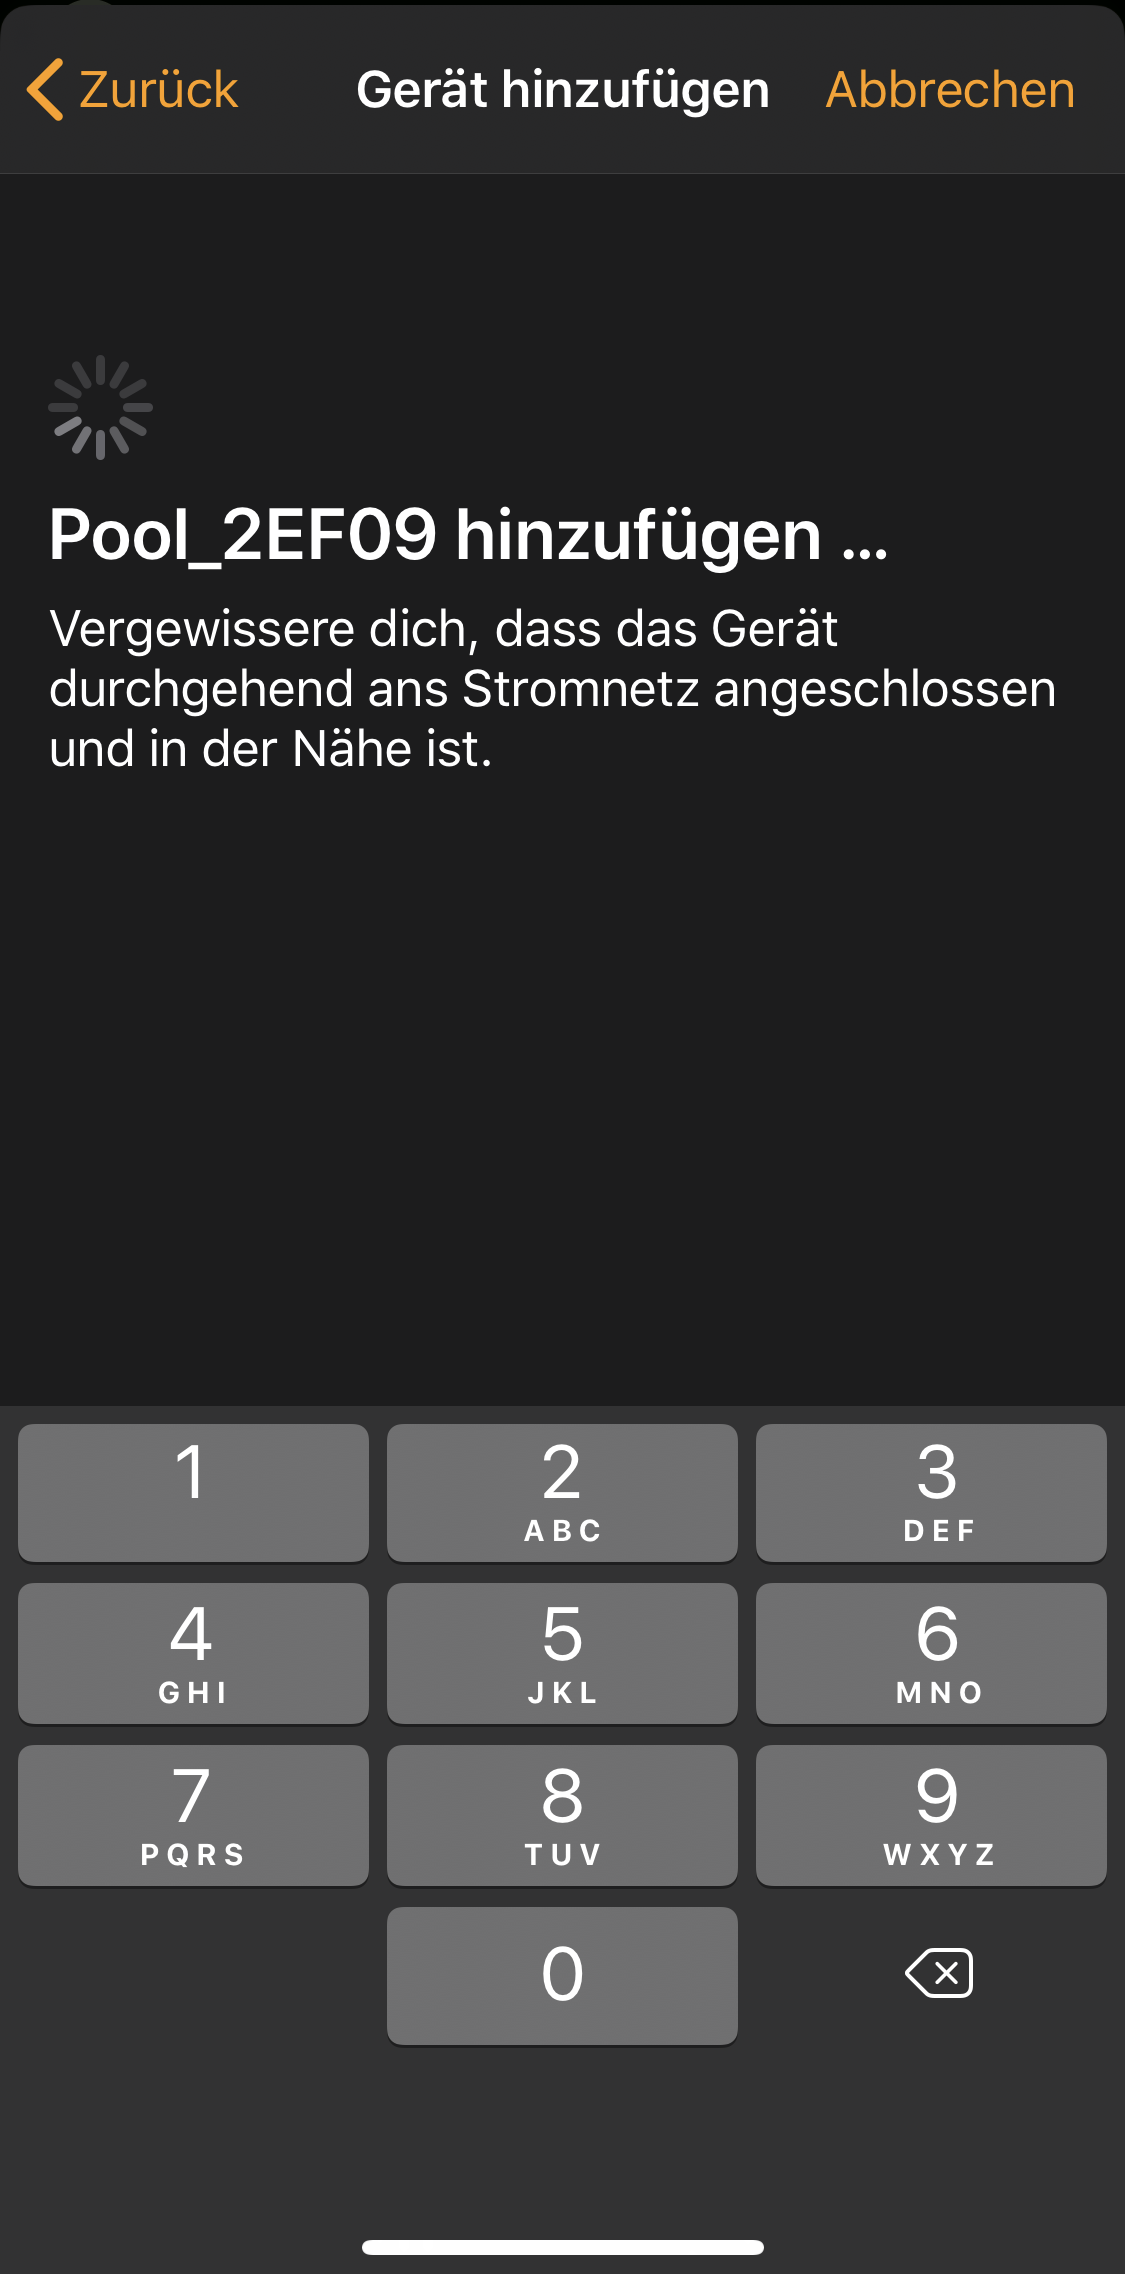 Zurück
Gerät hinzufügen
Abbrechen
Pool_2EF09 hinzufügen ...
Vergewissere dich, dass das Gerät
durchgehend ans Stromnetz angeschlossen
und in der Nähe ist.
1
2
ABC
3
DEF
4
GHI
5
JKL
6
MNO
7
PQRS
8
TUV
9
WXYZ
0